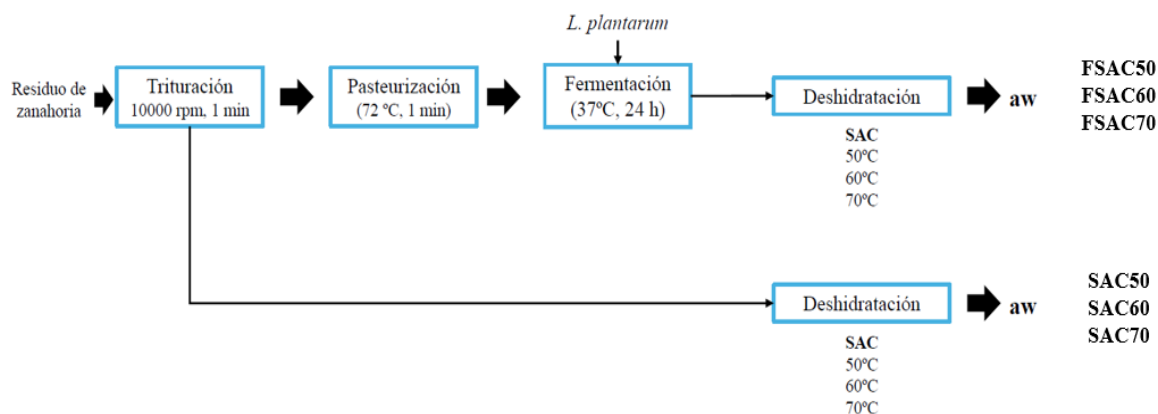 L. plantarum
Residuo de
zanahoria
Trituración
10000 rpm, 1 min
Pasteurización
(72 ºC, 1 min)
Fermentación
(37ºC, 24 h)
Deshidratación
SAC
50ºC
60ºC
70ºC
aw
FSAC50
FSAC60
FSAC70
Deshidratación
SAC
50ºC
60ºC
70ºC
aw
SAC50
SAC60
SAC70